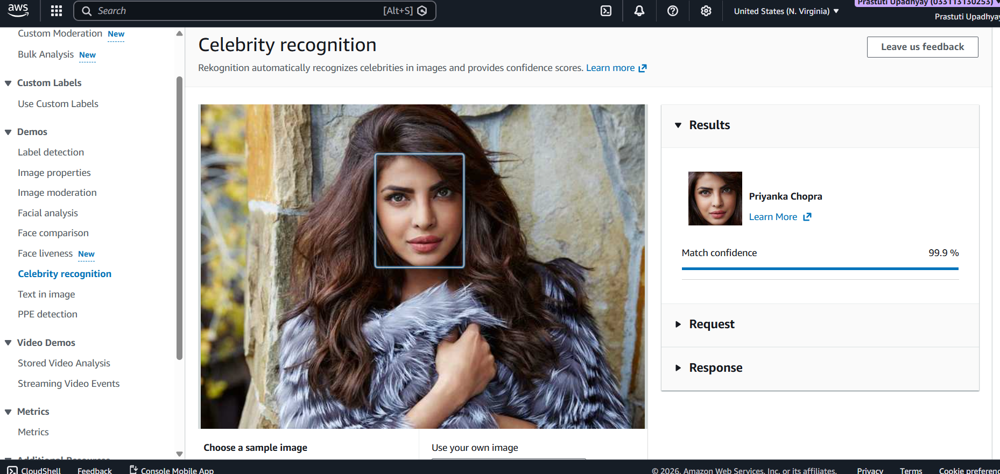 aws
Search
[Alt+S]
United States (N. Virginia)
Prastuti Upadhyay (033113130253)
Prastuti Upadhyay
Custom Moderation New
Bulk Analysis New
Custom Labels
Use Custom Labels
Demos
Label detection
Image properties
Image moderation
Facial analysis
Face comparison
Face liveness New
Celebrity recognition
Text in image
PPE detection
Video Demos
Stored Video Analysis
Streaming Video Events
Metrics
Metrics
Additional Resources
Celebrity recognition
Leave us feedback
Rekognition automatically recognizes celebrities in images and provides confidence scores. Learn more
Results
Priyanka Chopra
Learn More
Match confidence 99.9 %
Request
Response
Choose a sample image
Use your own image
CloudShell Feedback Console Mobile App
© 2026, Amazon Web Services, Inc. or its affiliates. Privacy Terms Cookie preferenc